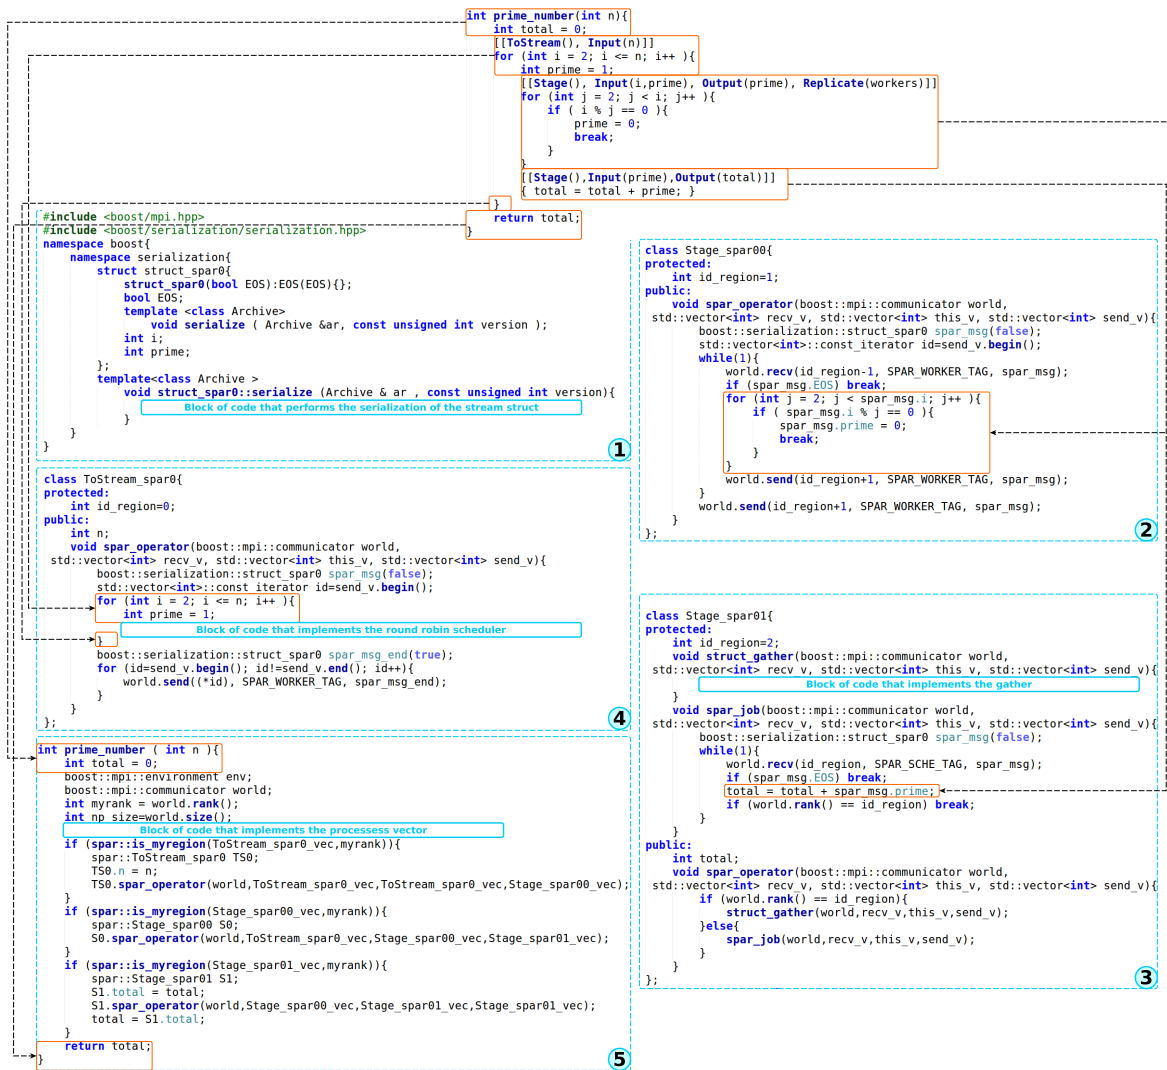 int prime_number(int n){
int total = 0;
[[ToStream(), Input(n)]]
for (int i = 2; i <= n; i++ ){
int prime = 1;
[[Stage(), Input(i,prime), Output(prime), Replicate(workers)]]
for (int j = 2; j < i; j++ ){
if ( i % j == 0 ){
prime = 0;
break;
}
}
[[Stage(),Input(prime),Output(total)]]
{ total = total + prime; }
}
return total;
}
#include <boost/mpi.hpp>
#include <boost/serialization/serialization.hpp>
namespace boost{
namespace serialization{
struct struct_spar0{
struct_spar0(bool EOS):EOS(EOS){};
bool EOS;
template <class Archive>
void serialize ( Archive &ar, const unsigned int version );
int i;
int prime;
};
template<class Archive >
void struct_spar0::serialize (Archive & ar , const unsigned int version){
Block of code that performs the serialization of the stream struct
}
}
}
1
class Stage_spar00{
protected:
int id_region=1;
public:
void spar_operator(boost::mpi::communicator world,
std::vector<int> recv_v, std::vector<int> this_v, std::vector<int> send_v){
boost::serialization::struct_spar0 spar_msg(false);
std::vector<int>::const_iterator id=send_v.begin();
while(1){
world.recv(id_region-1, SPAR_WORKER_TAG, spar_msg);
if (spar_msg.EOS) break;
for (int j = 2; j < spar_msg.i; j++ ){
if ( spar_msg.i % j == 0 ){
spar_msg.prime = 0;
break;
}
}
world.send(id_region+1, SPAR_WORKER_TAG, spar_msg);
}
world.send(id_region+1, SPAR_WORKER_TAG, spar_msg);
}
};
2
class Stage_spar01{
protected:
int id_region=2;
void struct_gather(boost::mpi::communicator world,
std::vector<int> recv_v, std::vector<int> this_v, std::vector<int> send_v){
Block of code that implements the gather
}
void spar_job(boost::mpi::communicator world,
std::vector<int> recv_v, std::vector<int> this_v, std::vector<int> send_v){
boost::serialization::struct_spar0 spar_msg(false);
while(1){
world.recv(id_region, SPAR_SCHE_TAG, spar_msg);
if (spar_msg.EOS) break;
total = total + spar_msg.prime;
if (world.rank() == id_region) break;
}
}
public:
int total;
void spar_operator(boost::mpi::communicator world,
std::vector<int> recv_v, std::vector<int> this_v, std::vector<int> send_v){
if (world.rank() == id_region){
struct_gather(world,recv_v,this_v,send_v);
}else{
spar_job(world,recv_v,this_v,send_v);
}
}
};
3
class ToStream_spar0{
protected:
int id_region=0;
public:
int n;
void spar_operator(boost::mpi::communicator world,
std::vector<int> recv_v, std::vector<int> this_v, std::vector<int> send_v){
boost::serialization::struct_spar0 spar_msg(false);
std::vector<int>::const_iterator id=send_v.begin();
for (int i = 2; i <= n; i++ ){
int prime = 1;
Block of code that implements the round robin scheduler
}
boost::serialization::struct_spar0 spar_msg_end(true);
for (id=send_v.begin(); id!=send_v.end(); id++){
world.send((*id), SPAR_WORKER_TAG, spar_msg_end);
}
}
};
4
int prime_number ( int n ){
int total = 0;
boost::mpi::environment env;
boost::mpi::communicator world;
int myrank = world.rank();
int np_size=world.size();
Block of code that implements the processess vector
if (spar::is_myregion(ToStream_spar0_vec,myrank)){
spar::ToStream_spar0 TS0;
TS0.n = n;
TS0.spar_operator(world,ToStream_spar0_vec,ToStream_spar0_vec,Stage_spar00_vec);
}
if (spar::is_myregion(Stage_spar00_vec,myrank)){
spar::Stage_spar00 S0;
S0.spar_operator(world,ToStream_spar0_vec,Stage_spar00_vec,Stage_spar01_vec);
}
if (spar::is_myregion(Stage_spar01_vec,myrank)){
spar::Stage_spar01 S1;
S1.total = total;
S1.spar_operator(world,Stage_spar00_vec,Stage_spar01_vec,Stage_spar01_vec);
total = S1.total;
}
return total;
}
5